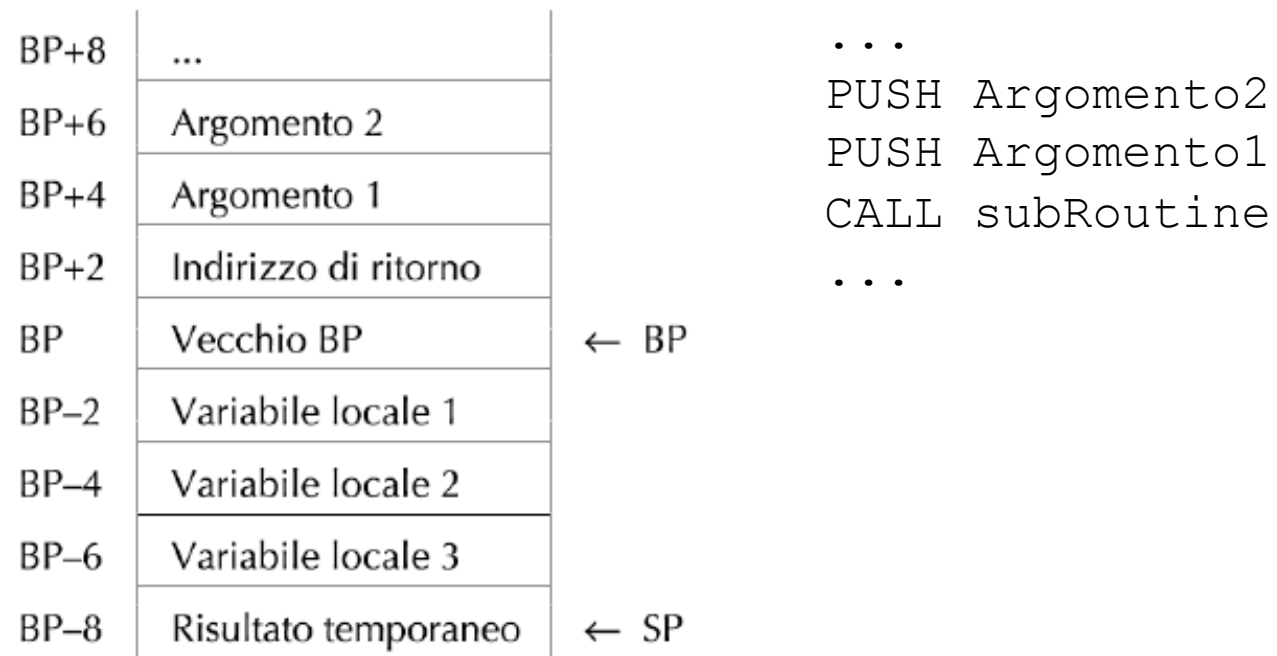 BP+8 ...
BP+6 Argomento 2
BP+4 Argomento 1
BP+2 Indirizzo di ritorno
BP Vecchio BP ← BP
BP–2 Variabile locale 1
BP–4 Variabile locale 2
BP–6 Variabile locale 3
BP–8 Risultato temporaneo ← SP
...
PUSH Argomento2
PUSH Argomento1
CALL subRoutine
...